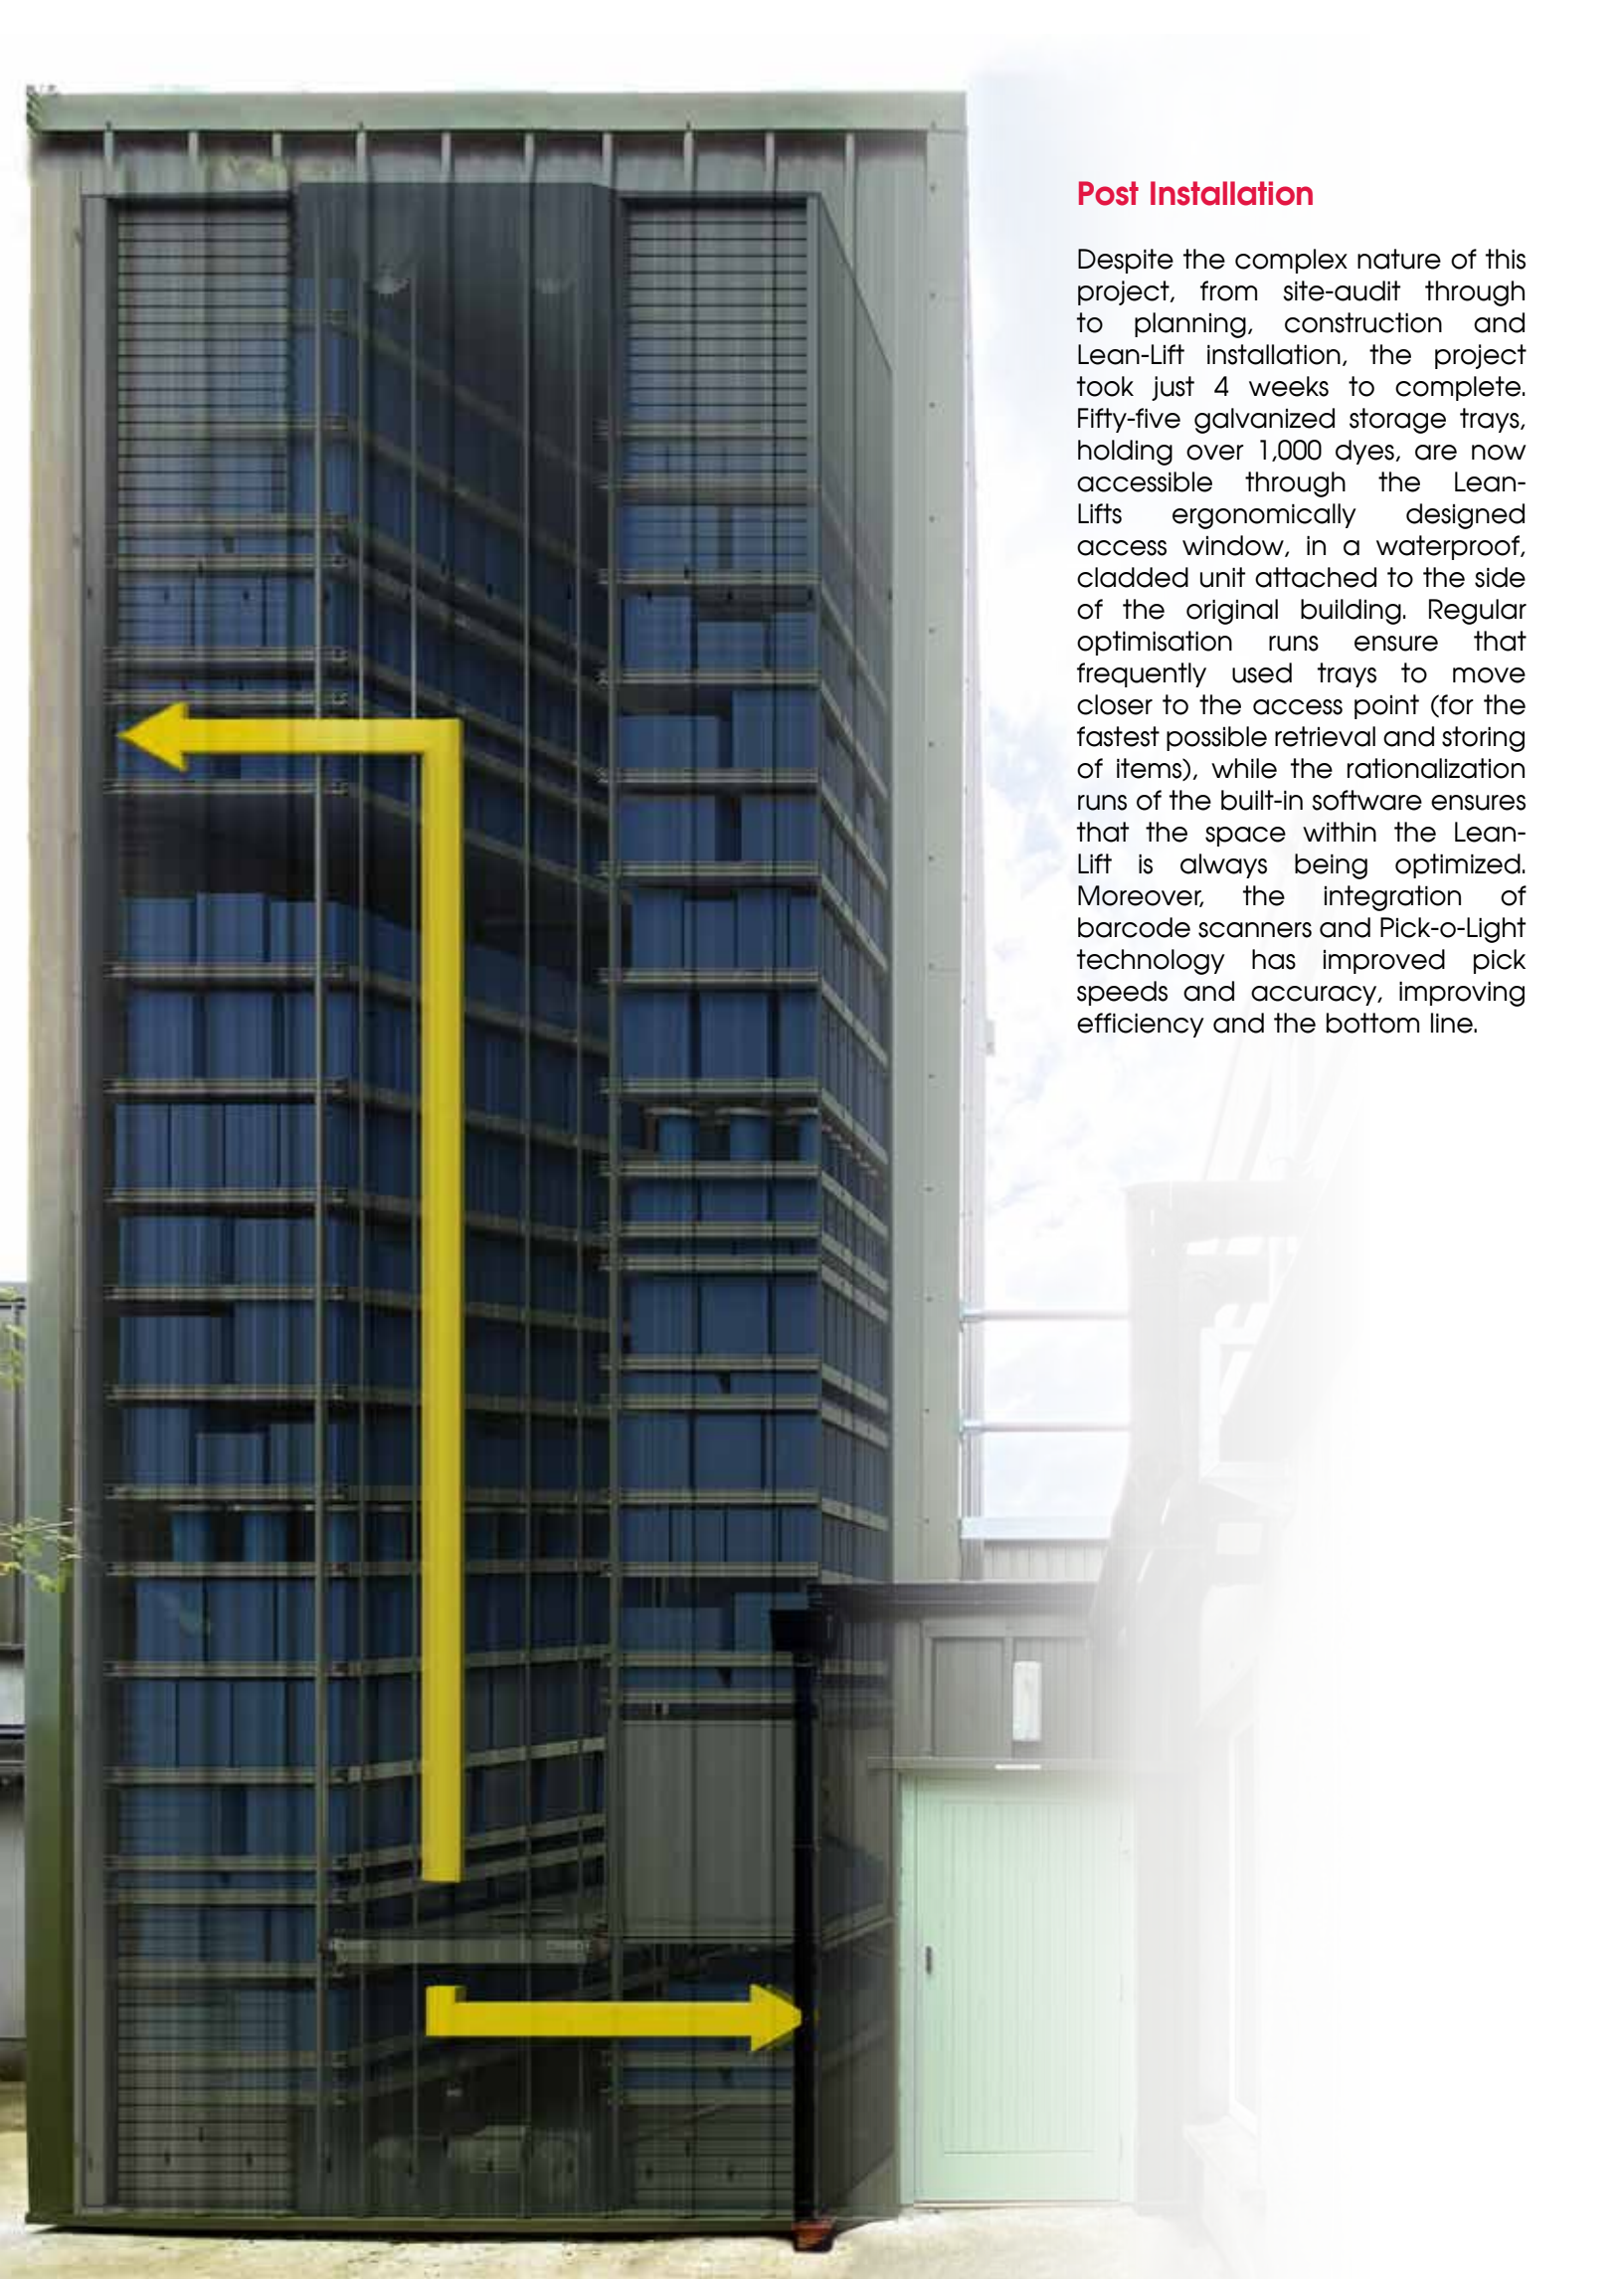 Post Installation
Despite the complex nature of this
project, from site-audit through
to planning, construction and
Lean-Lift installation, the project
took just 4 weeks to complete.
Fifty-five galvanized storage trays,
holding over 1,000 dyes, are now
accessible through the Lean-
Lifts ergonomically designed
access window, in a waterproof,
cladded unit attached to the side
of the original building. Regular
optimisation runs ensure that
frequently used trays to move
closer to the access point (for the
fastest possible retrieval and storing
of items), while the rationalization
runs of the built-in software ensures
that the space within the Lean-
Lift is always being optimized.
Moreover, the integration of
barcode scanners and Pick-o-Light
technology has improved pick
speeds and accuracy, improving
efficiency and the bottom line.